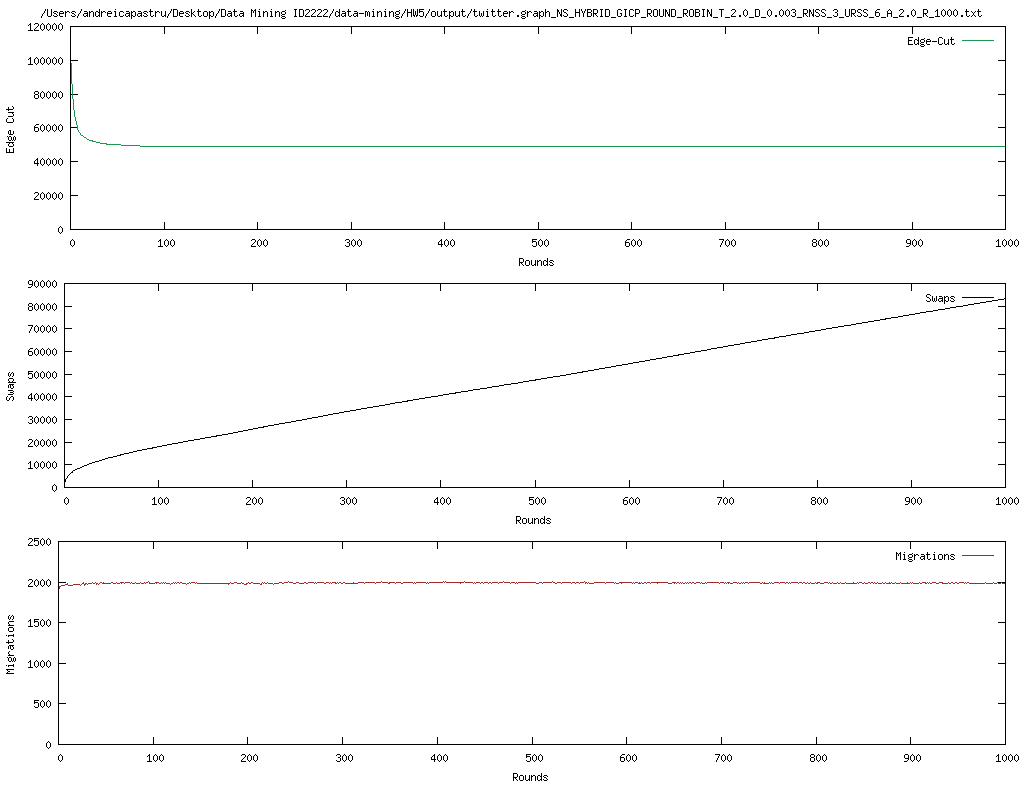 /Users/andreicapastru/Desktop/Data Mining ID2222/data-mining/HW5/output/twitter.graph_NS_HYBRID_GICP_ROUND_ROBIN_T_2.0_D_0.003_RNSS_3_URSS_6_A_2.0_R_1000.txt
120000
Edge-Cut
100000
80000
60000
40000
20000
0
Edge Cut
0 100 200 300 400 500 600 700 800 900 1000
Rounds
90000
Swaps
80000
70000
60000
50000
40000
30000
20000
10000
0
Swaps
0 100 200 300 400 500 600 700 800 900 1000
Rounds
2500
Migrations
2000
1500
1000
500
0
Migrations
0 100 200 300 400 500 600 700 800 900 1000
Rounds